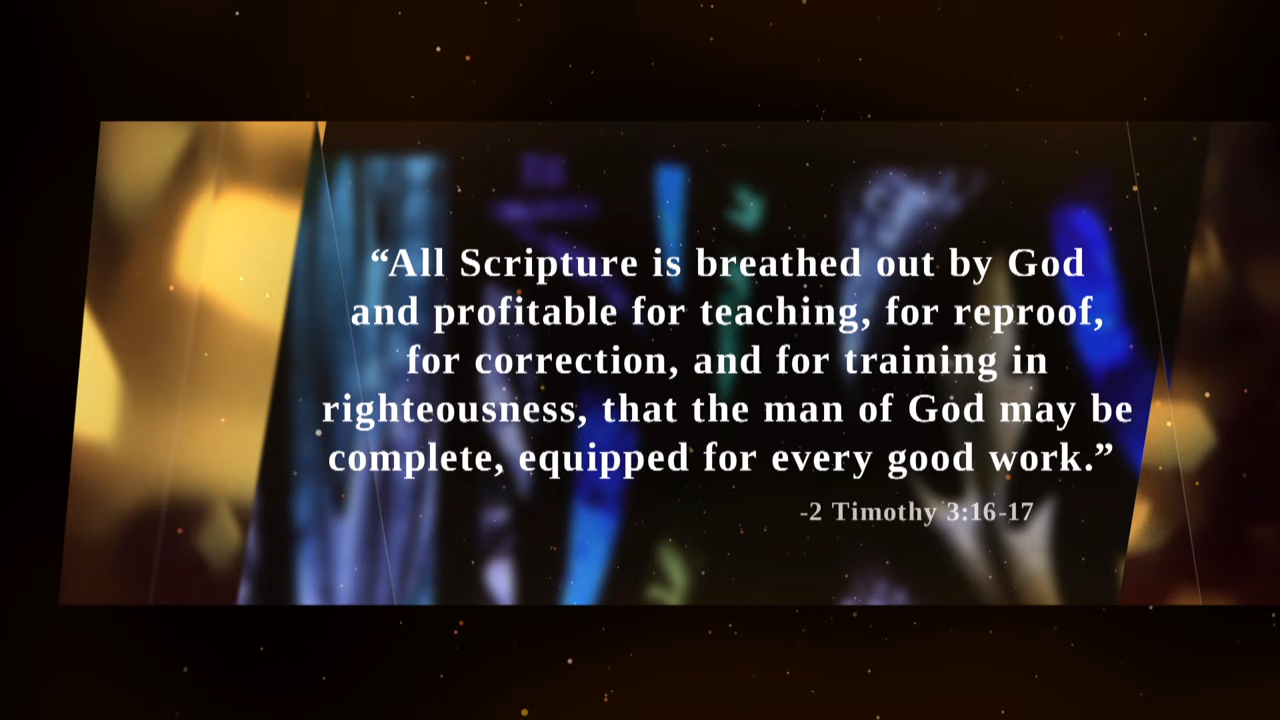 “All Scripture is breathed out by God
and profitable for teaching, for reproof,
for correction, and for training in
righteousness, that the man of God may be
complete, equipped for every good work.”
-2 Timothy 3:16-17